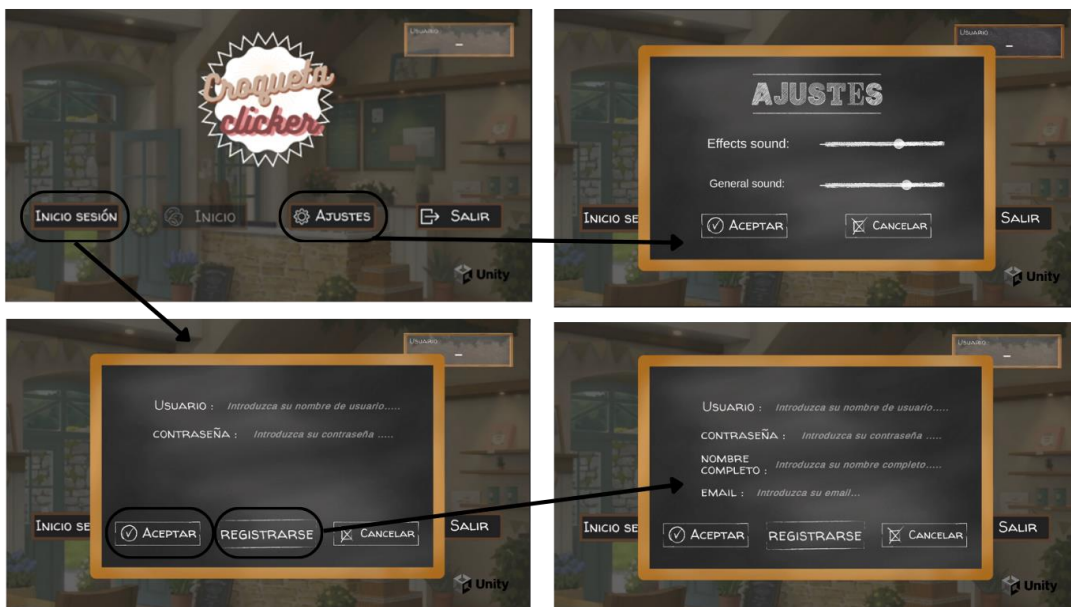 Usuario
_
Croqueta
clicker
Inicio sesión
Inicio
Ajustes
Salir
Unity
Usuario
_
AJUSTES
Effects sound:
General sound:
Aceptar
Cancelar
Inicio se
Salir
Unity
Usuario
_
Usuario : Introduzca su nombre de usuario.....
contraseña : Introduzca su contraseña .....
Aceptar
REGISTRARSE
Cancelar
Inicio se
Salir
Unity
Usuario
_
Usuario : Introduzca su nombre de usuario.....
contraseña : Introduzca su contraseña .....
NOMBRE
COMPLETO : Introduzca su nombre completo.....
EMAIL : Introduzca su email...
Aceptar
REGISTRARSE
Cancelar
Inicio se
Salir
Unity